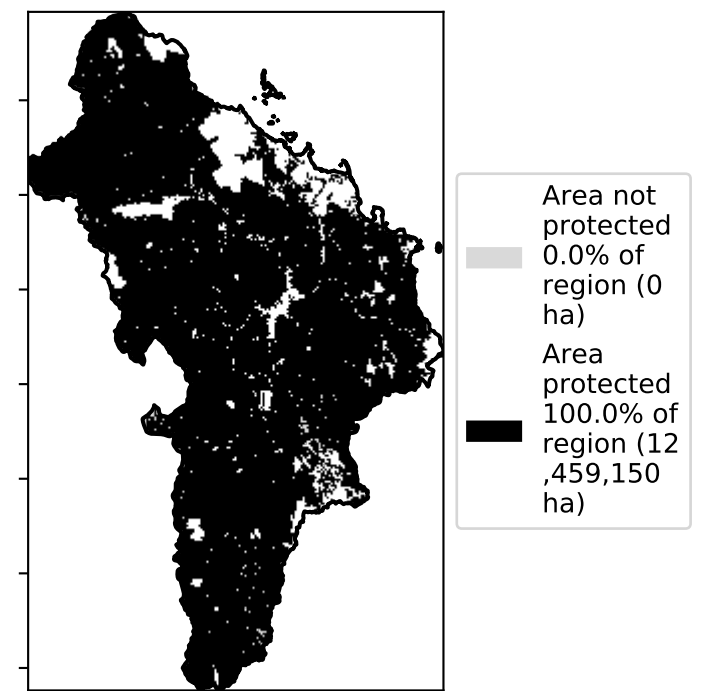 Area not
protected
0.0% of
region (0
ha)
Area
protected
100.0% of
region (12
,459,150
ha)